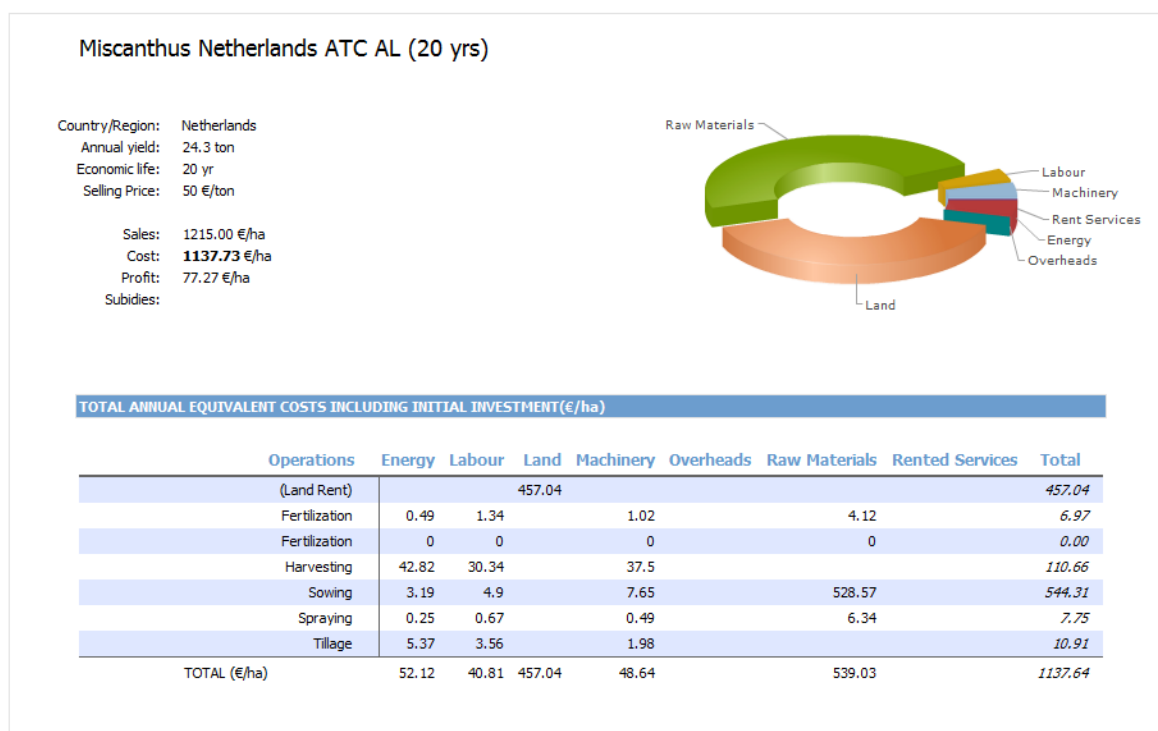 Miscanthus Netherlands ATC AL (20 yrs)
Country/Region: Netherlands
Annual yield: 24.3 ton
Economic life: 20 yr
Selling Price: 50 €/ton
Sales: 1215.00 €/ha
Cost: 1137.73 €/ha
Profit: 77.27 €/ha
Subidies:
Raw Materials
Labour
Machinery
Rent Services
Energy
Overheads
Land
TOTAL ANNUAL EQUIVALENT COSTS INCLUDING INITIAL INVESTMENT(€/ha)
Operations Energy Labour Land Machinery Overheads Raw Materials Rented Services Total
(Land Rent) 457.04 457.04
Fertilization 0.49 1.34 1.02 4.12 6.97
Fertilization 0 0 0 0 0.00
Harvesting 42.82 30.34 37.5 110.66
Sowing 3.19 4.9 7.65 528.57 544.31
Spraying 0.25 0.67 0.49 6.34 7.75
Tillage 5.37 3.56 1.98 10.91
TOTAL (€/ha) 52.12 40.81 457.04 48.64 539.03 1137.64